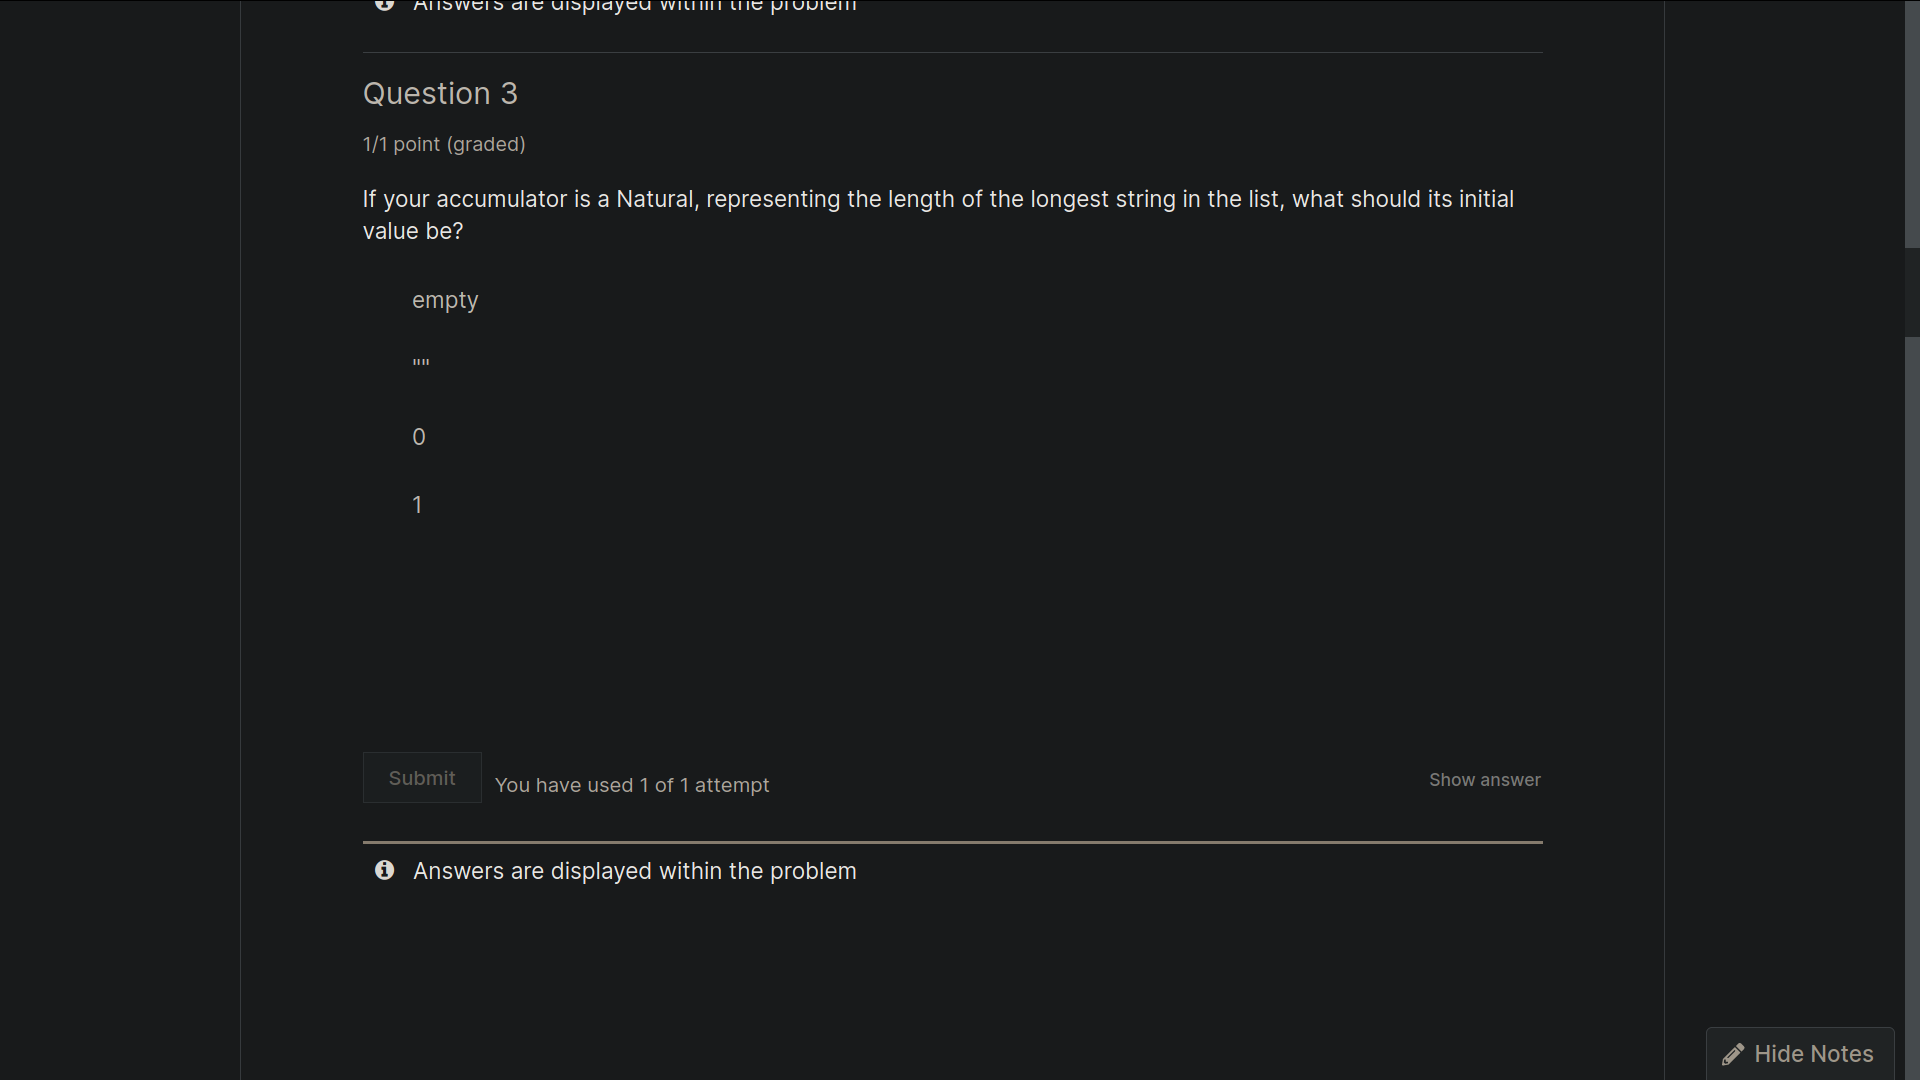 Answers are displayed within the problem
Question 3
1/1 point (graded)
If your accumulator is a Natural, representing the length of the longest string in the list, what should its initial
value be?
empty
""
0
1
Submit
You have used 1 of 1 attempt
Show answer
Answers are displayed within the problem
Hide Notes